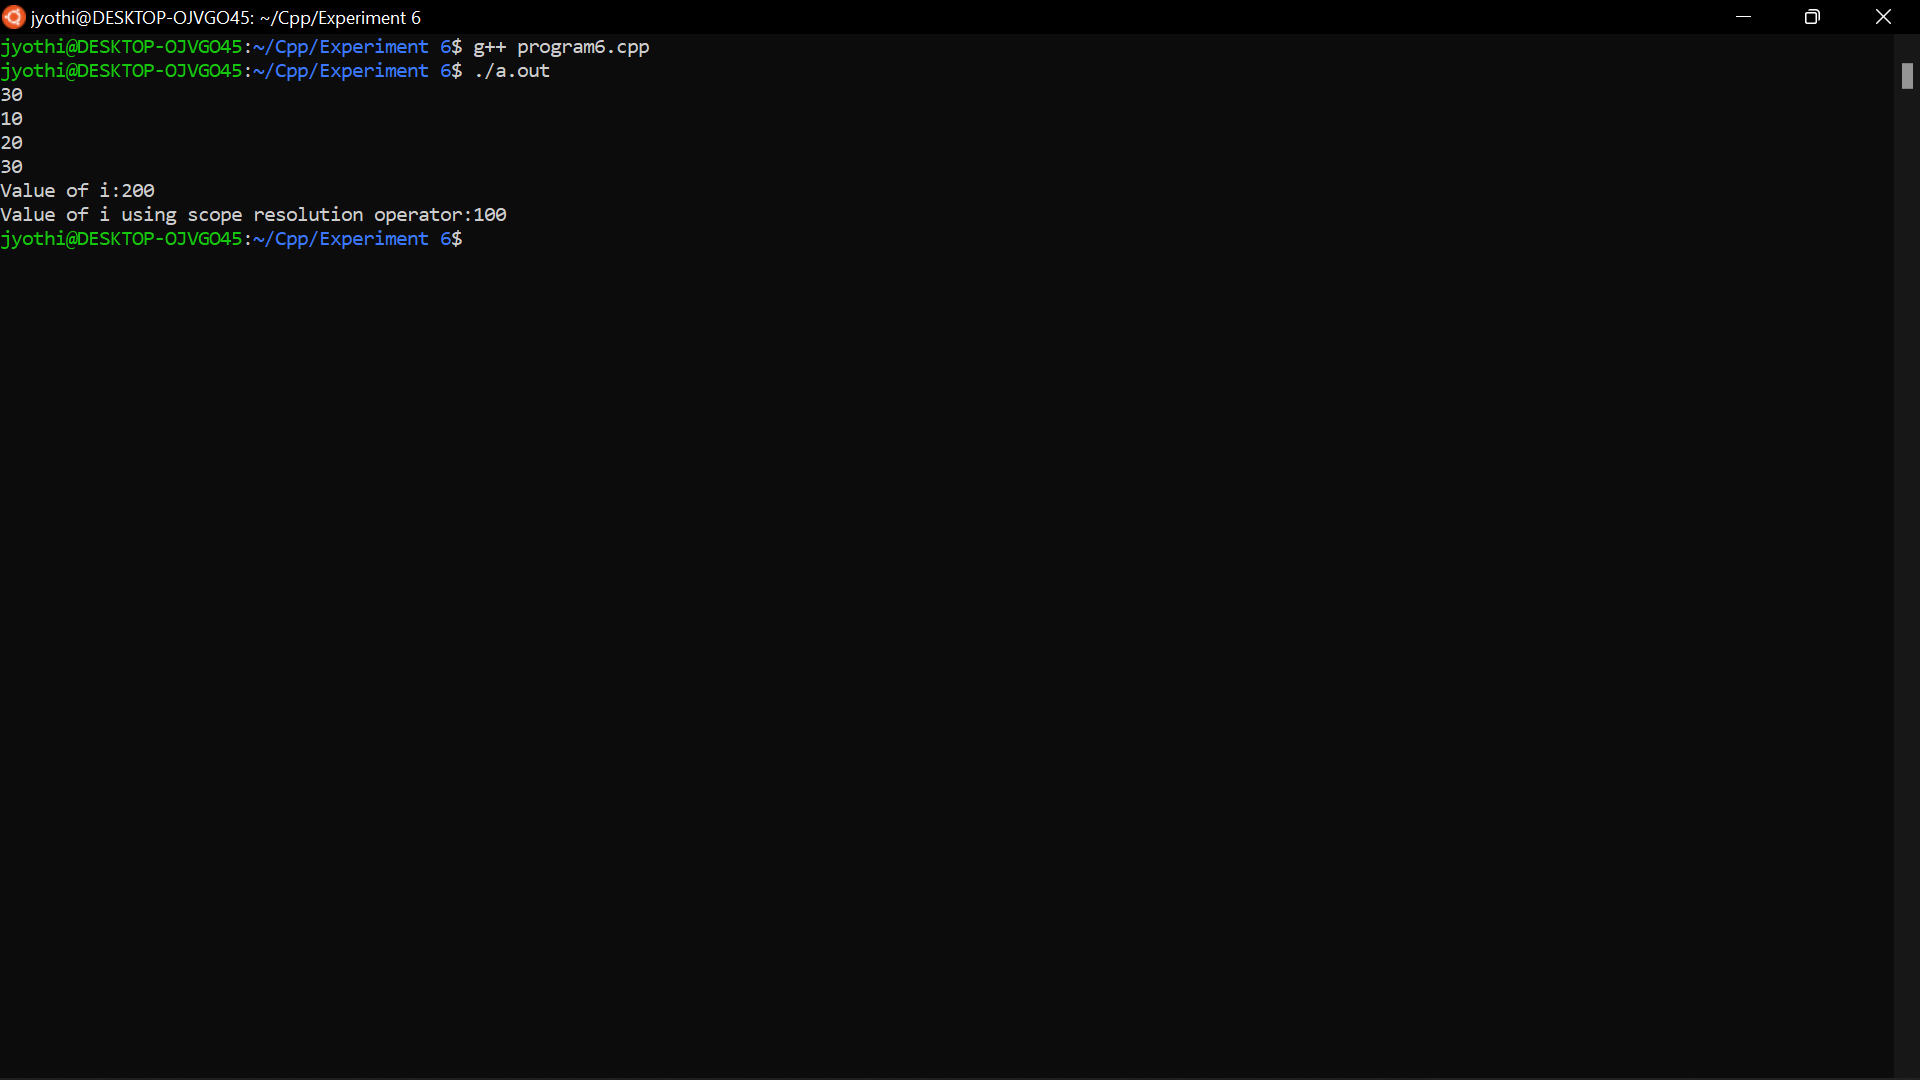 jyothi@DESKTOP-OJVGO45: ~/Cpp/Experiment 6
jyothi@DESKTOP-OJVGO45:~/Cpp/Experiment 6$ g++ program6.cpp
jyothi@DESKTOP-OJVGO45:~/Cpp/Experiment 6$ ./a.out
30
10
20
30
Value of i:200
Value of i using scope resolution operator:100
jyothi@DESKTOP-OJVGO45:~/Cpp/Experiment 6$